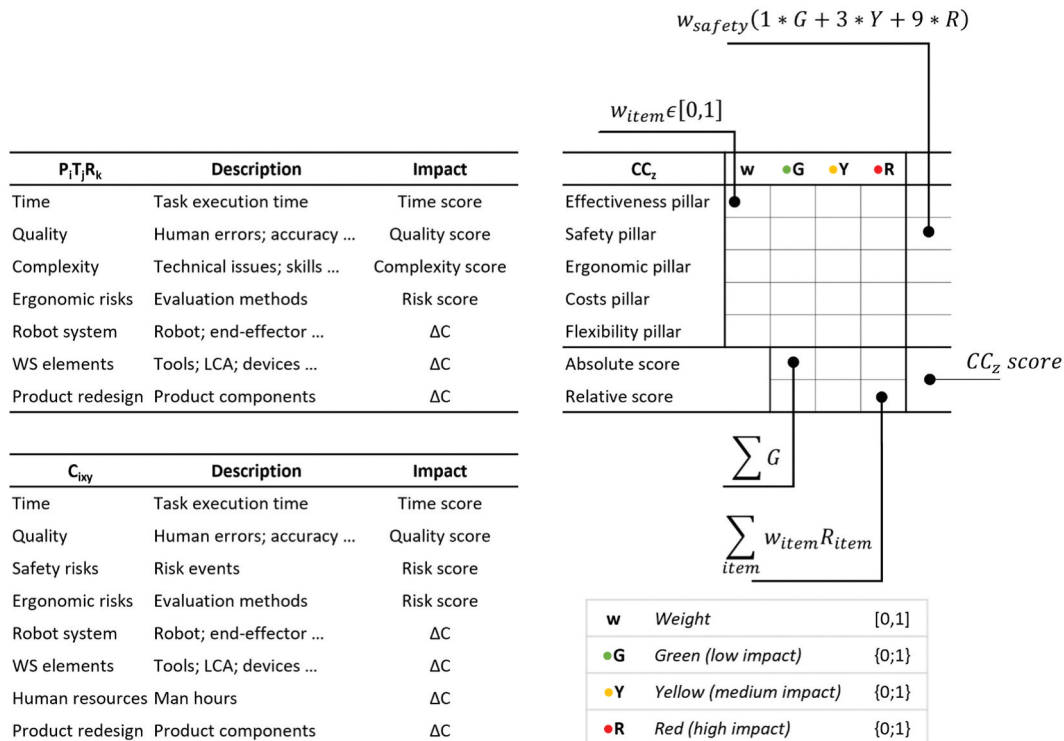 w_safety(1 * G + 3 * Y + 9 * R)
w_item ϵ[0,1]
P_iT_jR_k Description Impact
Time Task execution time Time score
Quality Human errors; accuracy ... Quality score
Complexity Technical issues; skills ... Complexity score
Ergonomic risks Evaluation methods Risk score
Robot system Robot; end-effector ... ΔC
WS elements Tools; LCA; devices ... ΔC
Product redesign Product components ΔC
CC_z w G Y R
Effectiveness pillar
Safety pillar
Ergonomic pillar
Costs pillar
Flexibility pillar
Absolute score
Relative score
CC_z score
∑ G
∑ item w_item R_item
C_ixy Description Impact
Time Task execution time Time score
Quality Human errors; accuracy ... Quality score
Safety risks Risk events Risk score
Ergonomic risks Evaluation methods Risk score
Robot system Robot; end-effector ... ΔC
WS elements Tools; LCA; devices ... ΔC
Human resources Man hours ΔC
Product redesign Product components ΔC
w Weight [0,1]
G Green (low impact) {0;1}
Y Yellow (medium impact) {0;1}
R Red (high impact) {0;1}